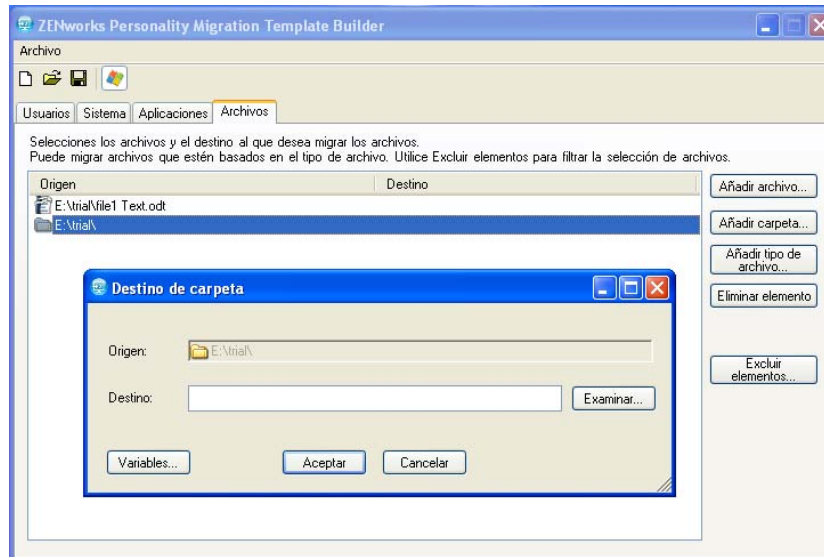 ZENworks Personality Migration Template Builder
Archivo
Usuarios Sistema Aplicaciones Archivos
Selecciones los archivos y el destino al que desea migrar los archivos.
Puede migrar archivos que estén basados en el tipo de archivo. Utilice Excluir elementos para filtrar la selección de archivos.
Origen Destino
E:\trial\file1 Text.odt
E:\trial\
Añadir archivo...
Añadir carpeta...
Añadir tipo de
archivo...
Eliminar elemento
Excluir
elementos...
Destino de carpeta
Origen: E:\trial\
Destino: Examinar...
Variables... Aceptar Cancelar